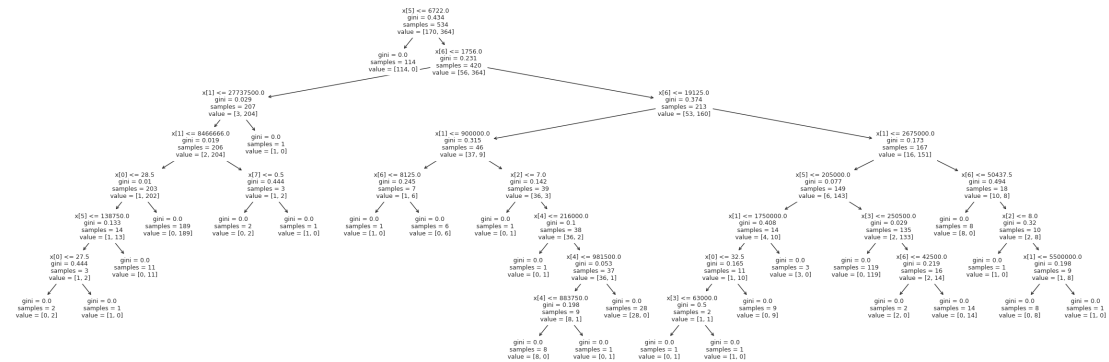 x[5] <= 6722.0
gini = 0.434
samples = 534
value = [170, 364]
gini = 0.0
samples = 114
value = [114, 0]
x[6] <= 1756.0
gini = 0.231
samples = 420
value = [56, 364]
x[1] <= 27737500.0
gini = 0.029
samples = 207
value = [3, 204]
x[6] <= 19125.0
gini = 0.374
samples = 213
value = [53, 160]
x[1] <= 8466666.0
gini = 0.019
samples = 206
value = [2, 204]
gini = 0.0
samples = 1
value = [1, 0]
x[1] <= 900000.0
gini = 0.315
samples = 46
value = [37, 9]
x[1] <= 2675000.0
gini = 0.173
samples = 167
value = [16, 151]
x[0] <= 28.5
gini = 0.01
samples = 203
value = [1, 202]
x[7] <= 0.5
gini = 0.444
samples = 3
value = [1, 2]
x[6] <= 8125.0
gini = 0.245
samples = 7
value = [1, 6]
x[2] <= 7.0
gini = 0.142
samples = 39
value = [36, 3]
x[5] <= 205000.0
gini = 0.077
samples = 149
value = [6, 143]
x[6] <= 50437.5
gini = 0.494
samples = 18
value = [10, 8]
x[5] <= 138750.0
gini = 0.133
samples = 14
value = [1, 13]
gini = 0.0
samples = 189
value = [0, 189]
gini = 0.0
samples = 2
value = [0, 2]
gini = 0.0
samples = 1
value = [1, 0]
gini = 0.0
samples = 1
value = [1, 0]
gini = 0.0
samples = 6
value = [0, 6]
gini = 0.0
samples = 1
value = [0, 1]
x[4] <= 216000.0
gini = 0.1
samples = 38
value = [36, 2]
x[1] <= 1750000.0
gini = 0.408
samples = 14
value = [4, 10]
x[3] <= 250500.0
gini = 0.029
samples = 135
value = [2, 133]
gini = 0.0
samples = 8
value = [8, 0]
x[2] <= 8.0
gini = 0.32
samples = 10
value = [2, 8]
x[0] <= 27.5
gini = 0.444
samples = 3
value = [1, 2]
gini = 0.0
samples = 11
value = [0, 11]
gini = 0.0
samples = 1
value = [0, 1]
x[4] <= 981500.0
gini = 0.053
samples = 37
value = [36, 1]
x[0] <= 32.5
gini = 0.165
samples = 11
value = [1, 10]
gini = 0.0
samples = 3
value = [3, 0]
gini = 0.0
samples = 119
value = [0, 119]
x[6] <= 42500.0
gini = 0.219
samples = 16
value = [2, 14]
gini = 0.0
samples = 1
value = [1, 0]
x[1] <= 5500000.0
gini = 0.198
samples = 9
value = [1, 8]
gini = 0.0
samples = 2
value = [0, 2]
gini = 0.0
samples = 1
value = [1, 0]
x[4] <= 883750.0
gini = 0.198
samples = 9
value = [8, 1]
gini = 0.0
samples = 28
value = [28, 0]
x[3] <= 63000.0
gini = 0.5
samples = 2
value = [1, 1]
gini = 0.0
samples = 9
value = [0, 9]
gini = 0.0
samples = 2
value = [2, 0]
gini = 0.0
samples = 14
value = [0, 14]
gini = 0.0
samples = 8
value = [0, 8]
gini = 0.0
samples = 1
value = [1, 0]
gini = 0.0
samples = 8
value = [8, 0]
gini = 0.0
samples = 1
value = [0, 1]
gini = 0.0
samples = 1
value = [0, 1]
gini = 0.0
samples = 1
value = [1, 0]